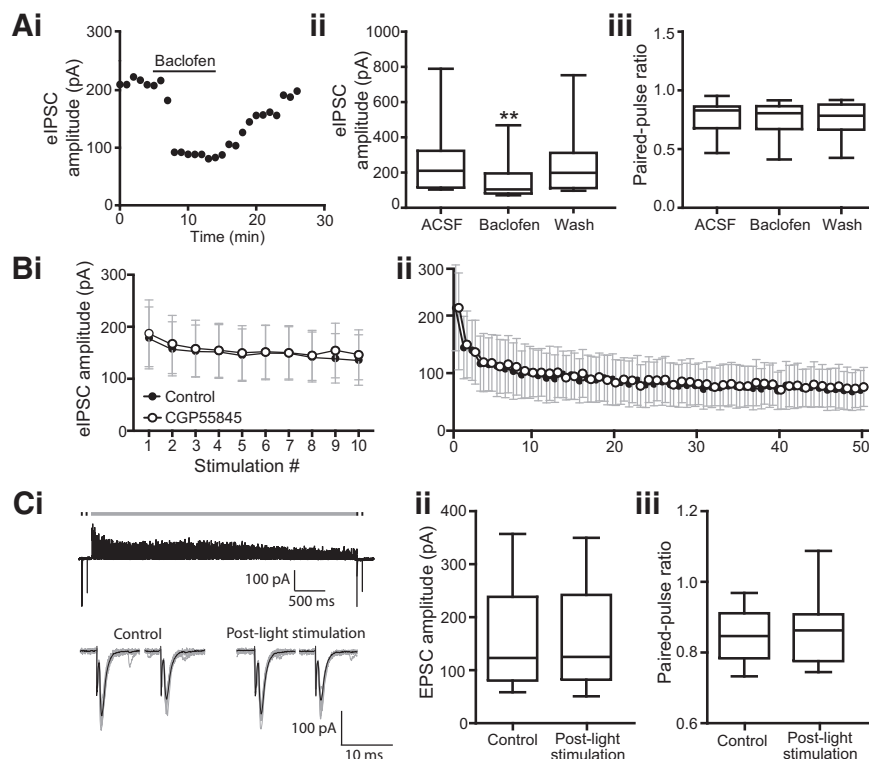 Ai
eIPSC
amplitude (pA)
300
200
100
0
Baclofen
0 10 20 30
Time (min)
ii
eIPSC
amplitude (pA)
1000
800
600
400
200
0
**
ACSF Baclofen Wash
iii
Paired-pulse ratio
1.5
1.0
0.5
0.0
ACSF Baclofen Wash
Bi
eIPSC amplitude (pA)
300
200
100
0
Control
CGP55845
1 2 3 4 5 6 7 8 9 10
Stimulation #
ii
300
200
100
0
0 10 20 30 40 50
Ci
100 pA
500 ms
Control
Post-light stimulation
100 pA
10 ms
ii
EPSC amplitude (pA)
400
300
200
100
0
Control Post-light
stimulation
iii
Paired-pulse ratio
1.2
1.0
0.8
0.6
Control Post-light
stimulation